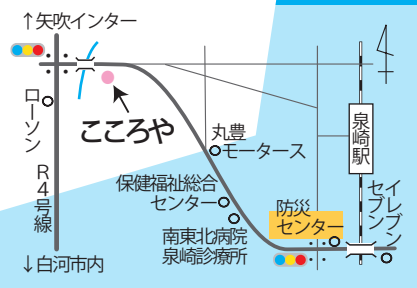 ↑矢吹インター
ローソン
こころや
R4号線
↓白河市内
丸豊
モータース
保健福祉総合
センター
南東北病院
泉崎診療所
防災
センター
泉崎駅
セブン
イレブン